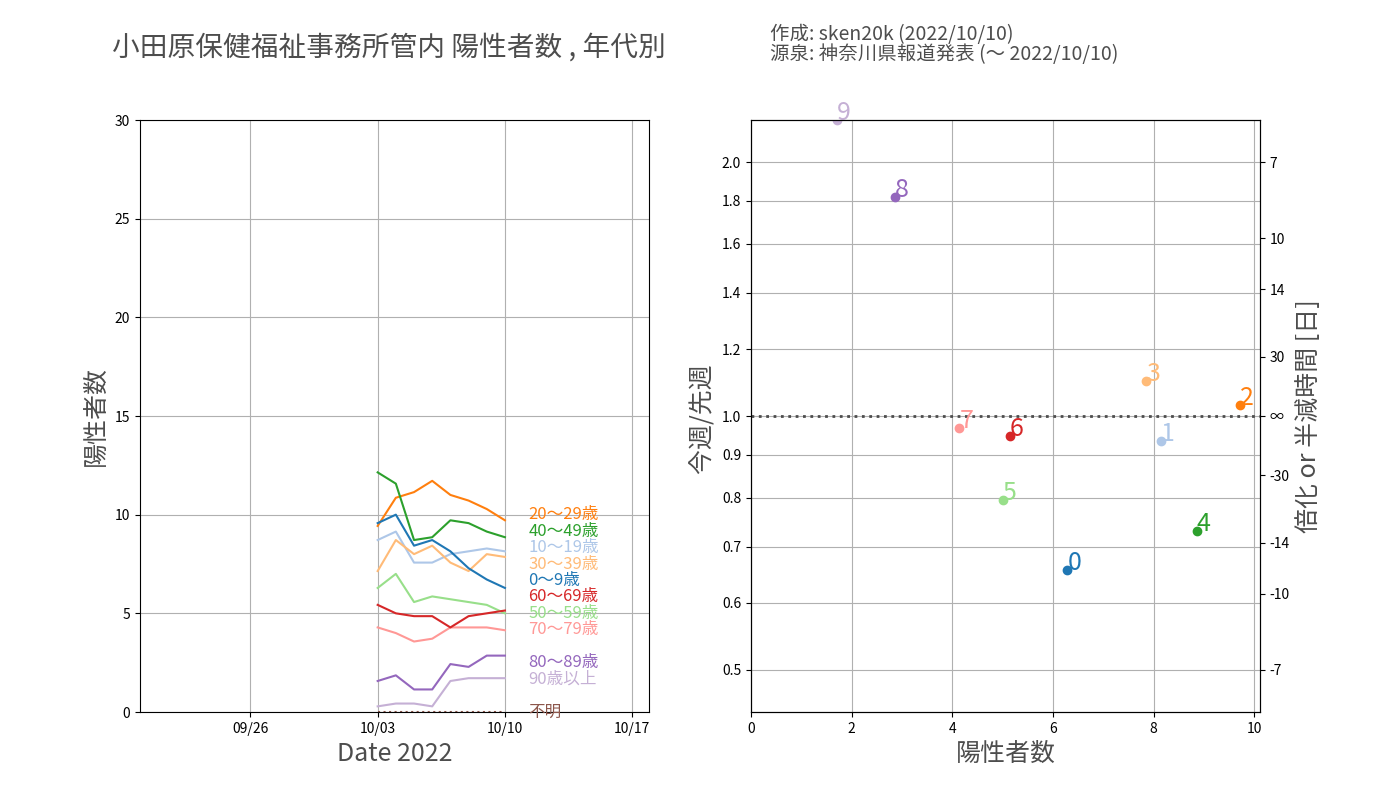 小田原保健福祉事務所管内 陽性者数 , 年代別
作成: sken20k (2022/10/10)
源泉: 神奈川県報道発表 (〜 2022/10/10)
陽性者数
30
25
20
15
10
5
0
20〜29歳
40〜49歳
10〜19歳
30〜39歳
0〜9歳
60〜69歳
50〜59歳
70〜79歳
80〜89歳
90歳以上
不明
09/26
10/03
10/10
10/17
Date 2022
今週/先週
2.0
1.8
1.6
1.4
1.2
1.0
0.9
0.8
0.7
0.6
0.5
9
8
3
2
7
6
1
5
4
0
7
10
14
30
∞
-30
-14
-10
-7
倍化 or 半減時間 [日]
0
2
4
6
8
10
陽性者数